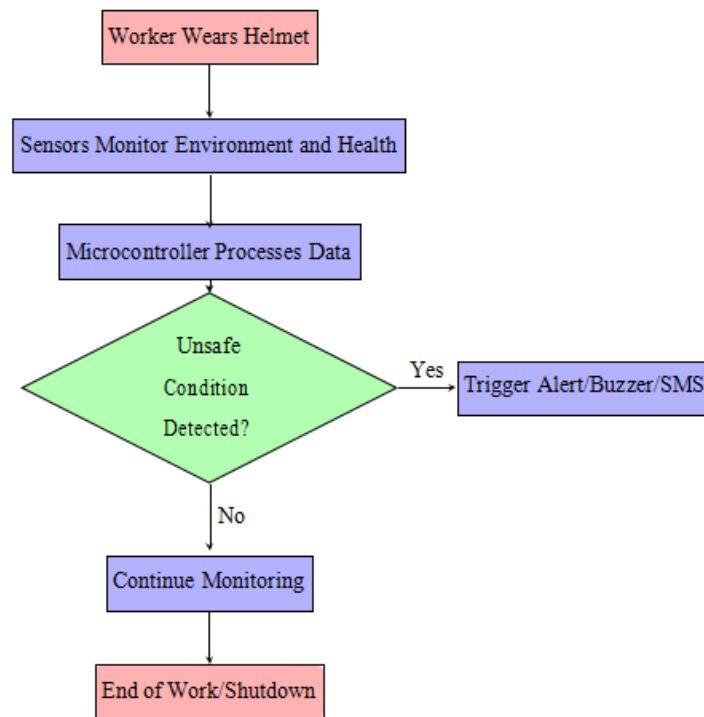 Worker Wears Helmet
Sensors Monitor Environment and Health
Microcontroller Processes Data
Unsafe
Condition
Detected?
Yes
Trigger Alert/Buzzer/SMS
No
Continue Monitoring
End of Work/Shutdown